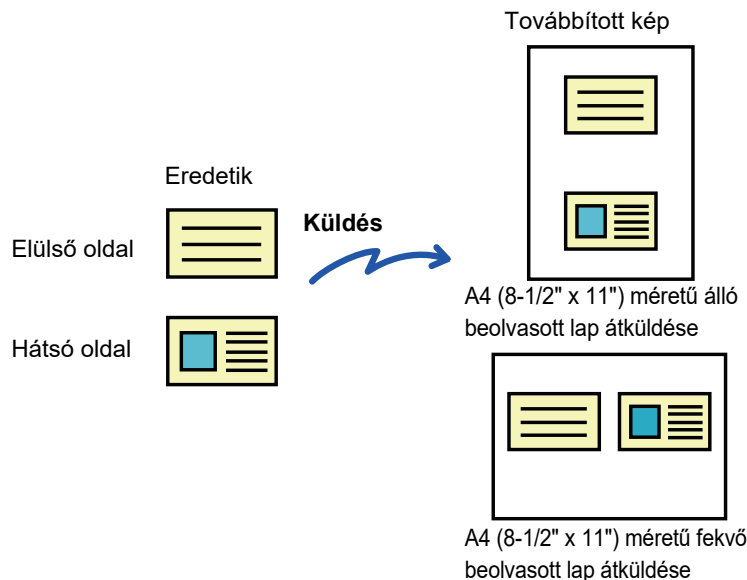 Továbbított kép
Eredetik
Küldés
Elülső oldal
Hátsó oldal
A4 (8-1/2" x 11") méretű álló
beolvasott lap átküldése
A4 (8-1/2" x 11") méretű fekvő
beolvasott lap átküldése